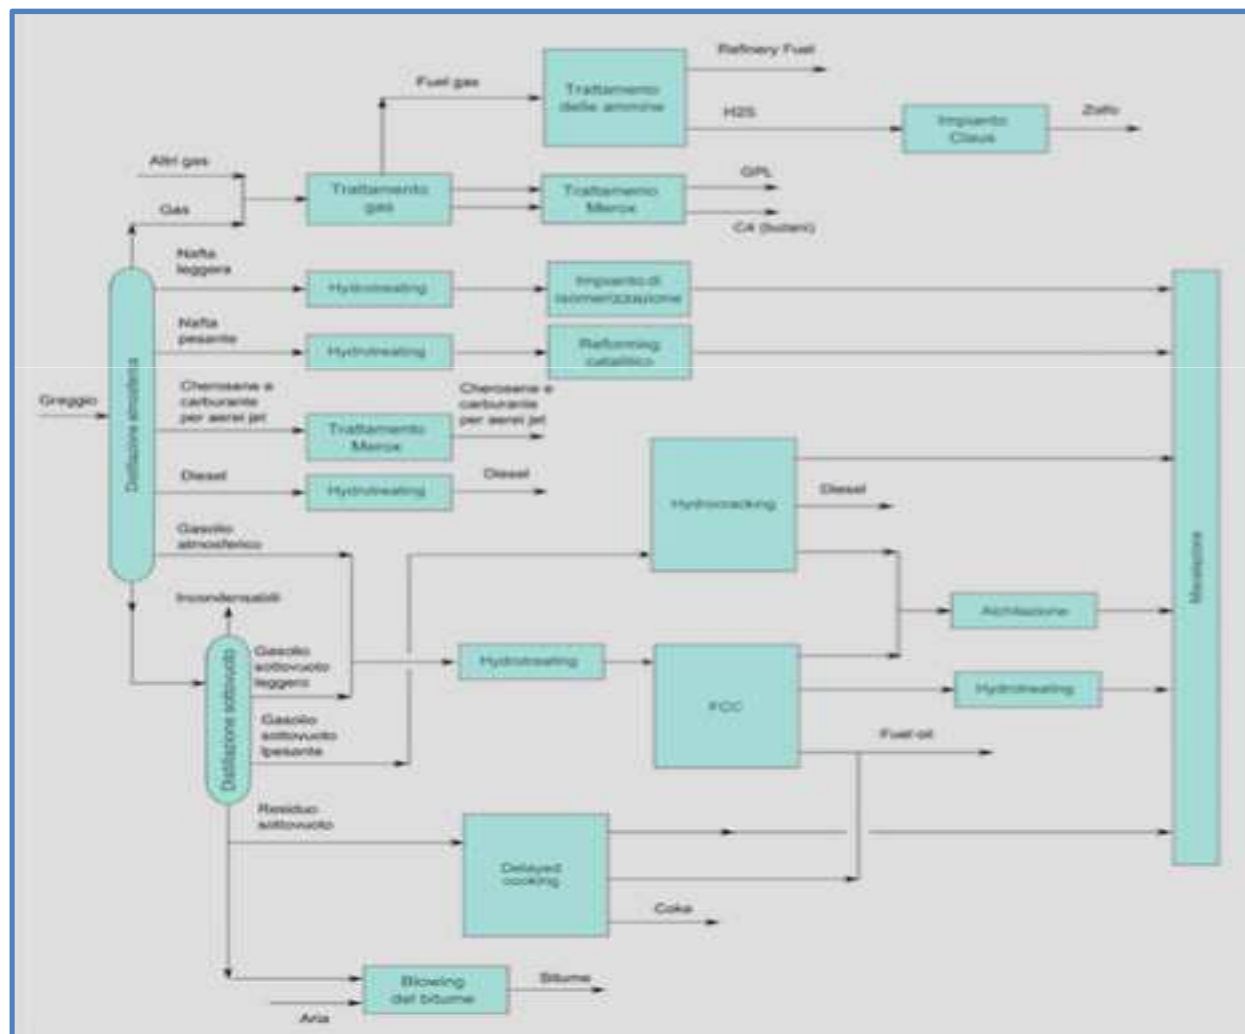 Refinery Fuel
Fuel gas
Trattamento
delle ammine
H2S
Impianto
Claus
Zolfo
Altri gas
Trattamento
gas
Trattamento
Merox
GPL
C4 (butani)
Gas
Nafta
leggera
Hydrotreating
Impianto di
isomerizzazione
Nafta
pesante
Hydrotreating
Reforming
catalitico
Greggio
Distillazione atmosferica
Cherosene e
carburante
per aerei jet
Trattamento
Merox
Cherosene e
carburante
per aerei jet
Diesel
Hydrotreating
Diesel
Hydrocracking
Diesel
Gasolio
atmosferico
Miscelazione
Incondensabili
Alchilazione
Distillazione sottovuoto
Gasolio
sottovuoto
leggero
Hydrotreating
FCC
Hydrotreating
Gasolio
sottovuoto
lpesante
Fuel oil
Residuo
sottovuoto
Delayed
cooking
Coke
Blowing
del bitume
Bitume
Aria